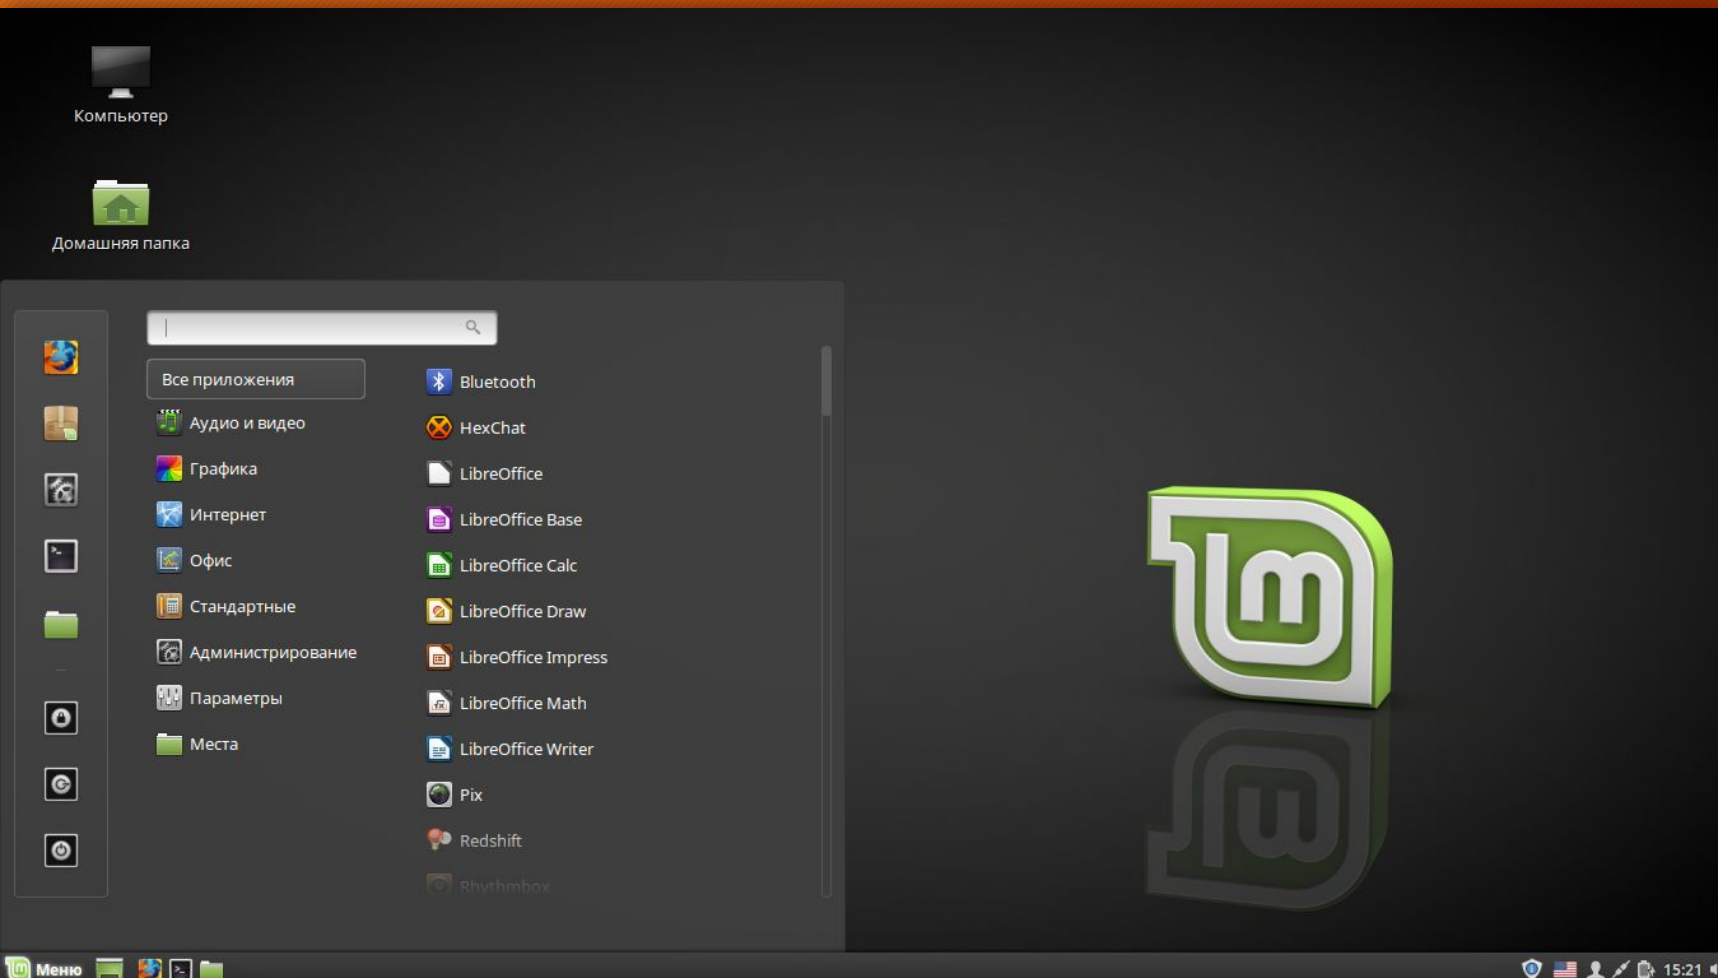 Компьютер
Домашняя папка
Все приложения
Аудио и видео
Графика
Интернет
Офис
Стандартные
Администрирование
Параметры
Места
Bluetooth
HexChat
LibreOffice
LibreOffice Base
LibreOffice Calc
LibreOffice Draw
LibreOffice Impress
LibreOffice Math
LibreOffice Writer
Pix
Redshift
Rhythmbox
Меню
15:21